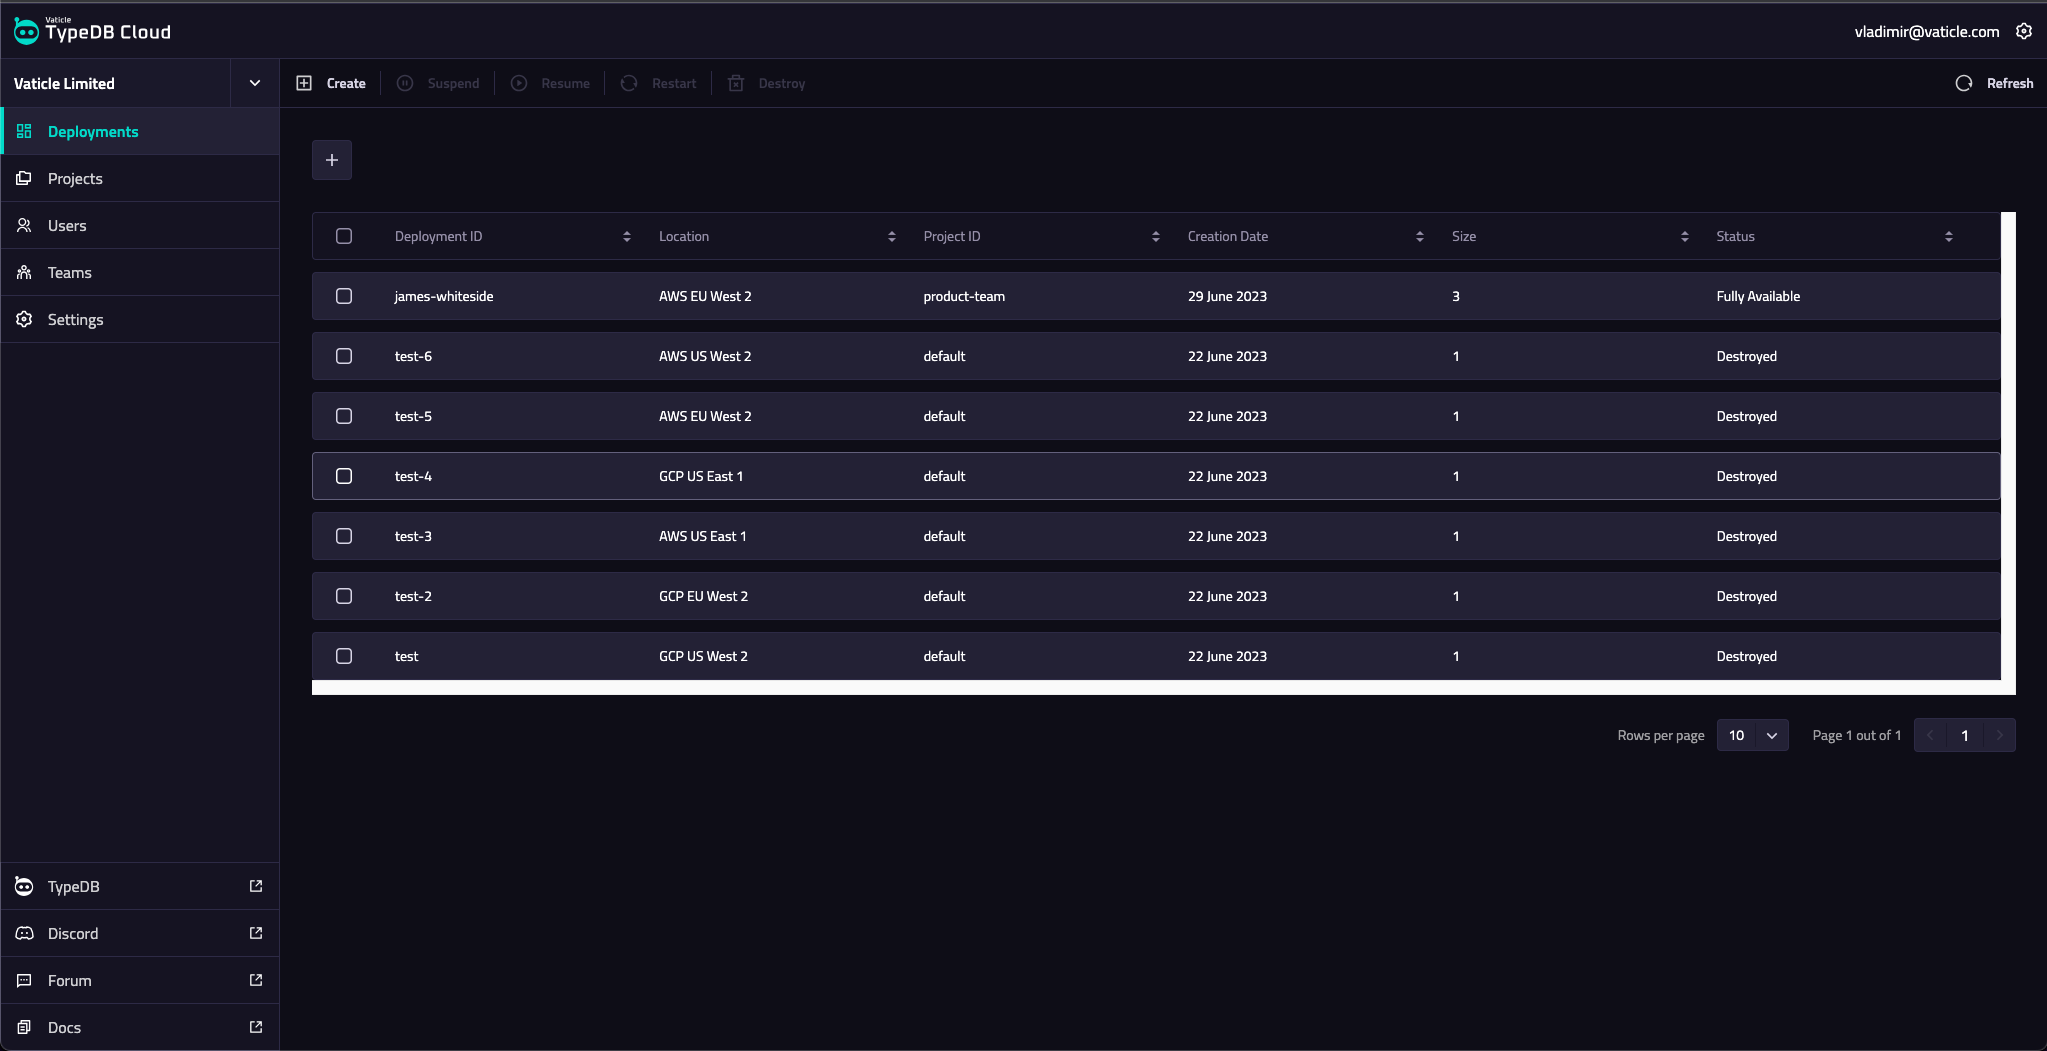 Vaticle
TypeDB Cloud
vladimir@vaticle.com
Vaticle Limited
Create Suspend Resume Restart Destroy Refresh
Deployments
Projects
Users
Teams
Settings
+
Deployment ID Location Project ID Creation Date Size Status
james-whiteside AWS EU West 2 product-team 29 June 2023 3 Fully Available
test-6 AWS US West 2 default 22 June 2023 1 Destroyed
test-5 AWS EU West 2 default 22 June 2023 1 Destroyed
test-4 GCP US East 1 default 22 June 2023 1 Destroyed
test-3 AWS US East 1 default 22 June 2023 1 Destroyed
test-2 GCP EU West 2 default 22 June 2023 1 Destroyed
test GCP US West 2 default 22 June 2023 1 Destroyed
Rows per page 10 Page 1 out of 1 1
TypeDB
Discord
Forum
Docs